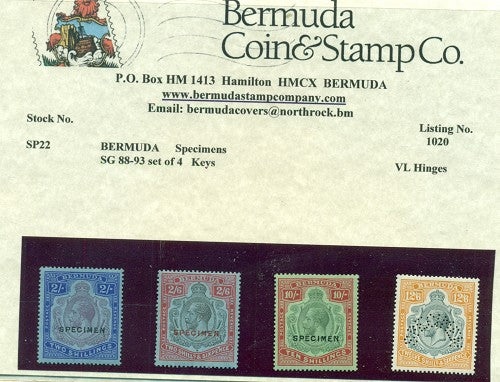 Bermuda
Coin&Stamp Co.
P.O. Box HM 1413 Hamilton HMCX BERMUDA
www.bermudastampcompany.com
Email: bermudacovers@northrock.bm
Stock No.
Listing No.
1020
SP22 BERMUDA Specimens
SG 88-93 set of 4 Keys
VL Hinges
BERMUDA
2/- 2/-
SPECIMEN
TWO SHILLINGS
BERMUDA
2/6 2/6
SPECIMEN
BERMUDA
10/- 10/-
SPECIMEN
TEN SHILLINGS
BERMUDA
12/6 12/6